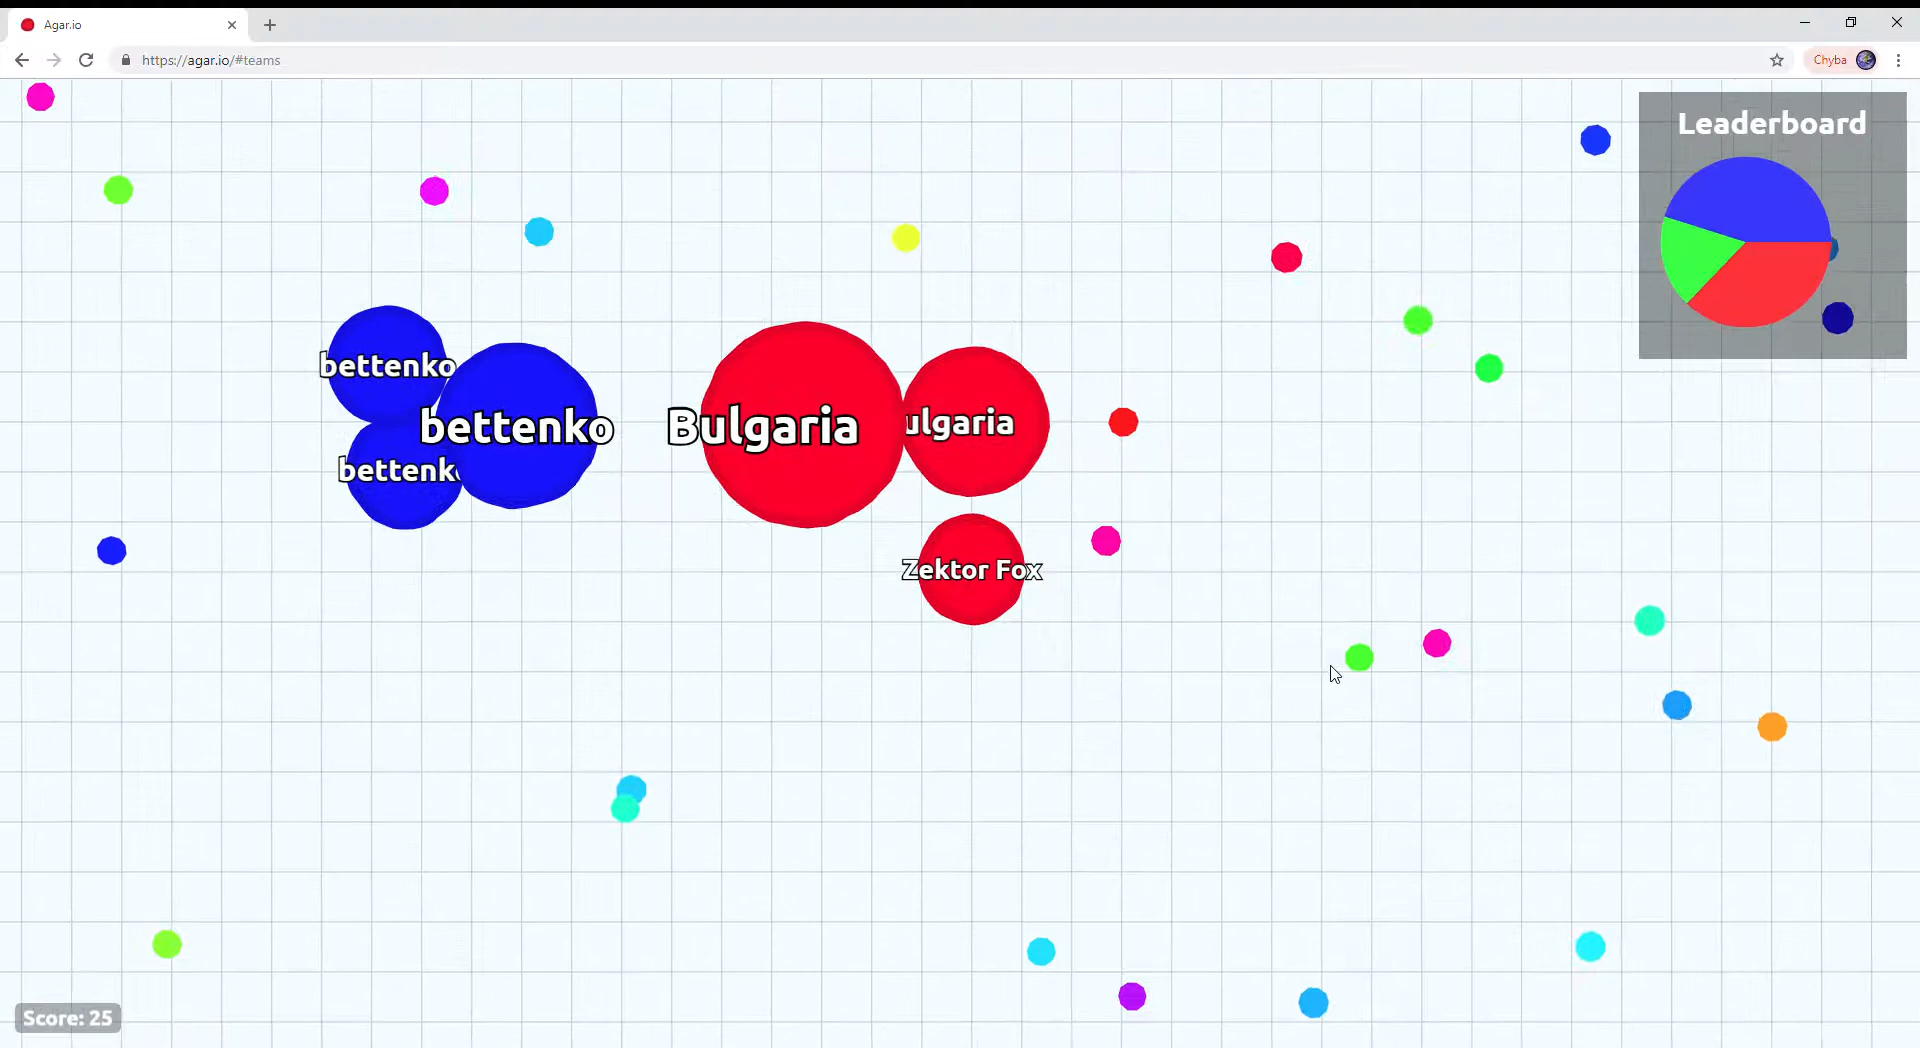 Agar.io
https://agar.io/#teams
Chyba
Leaderboard
bettenko
bettenko
Bulgaria
ulgaria
bettenk
Zektor Fox
Score: 25